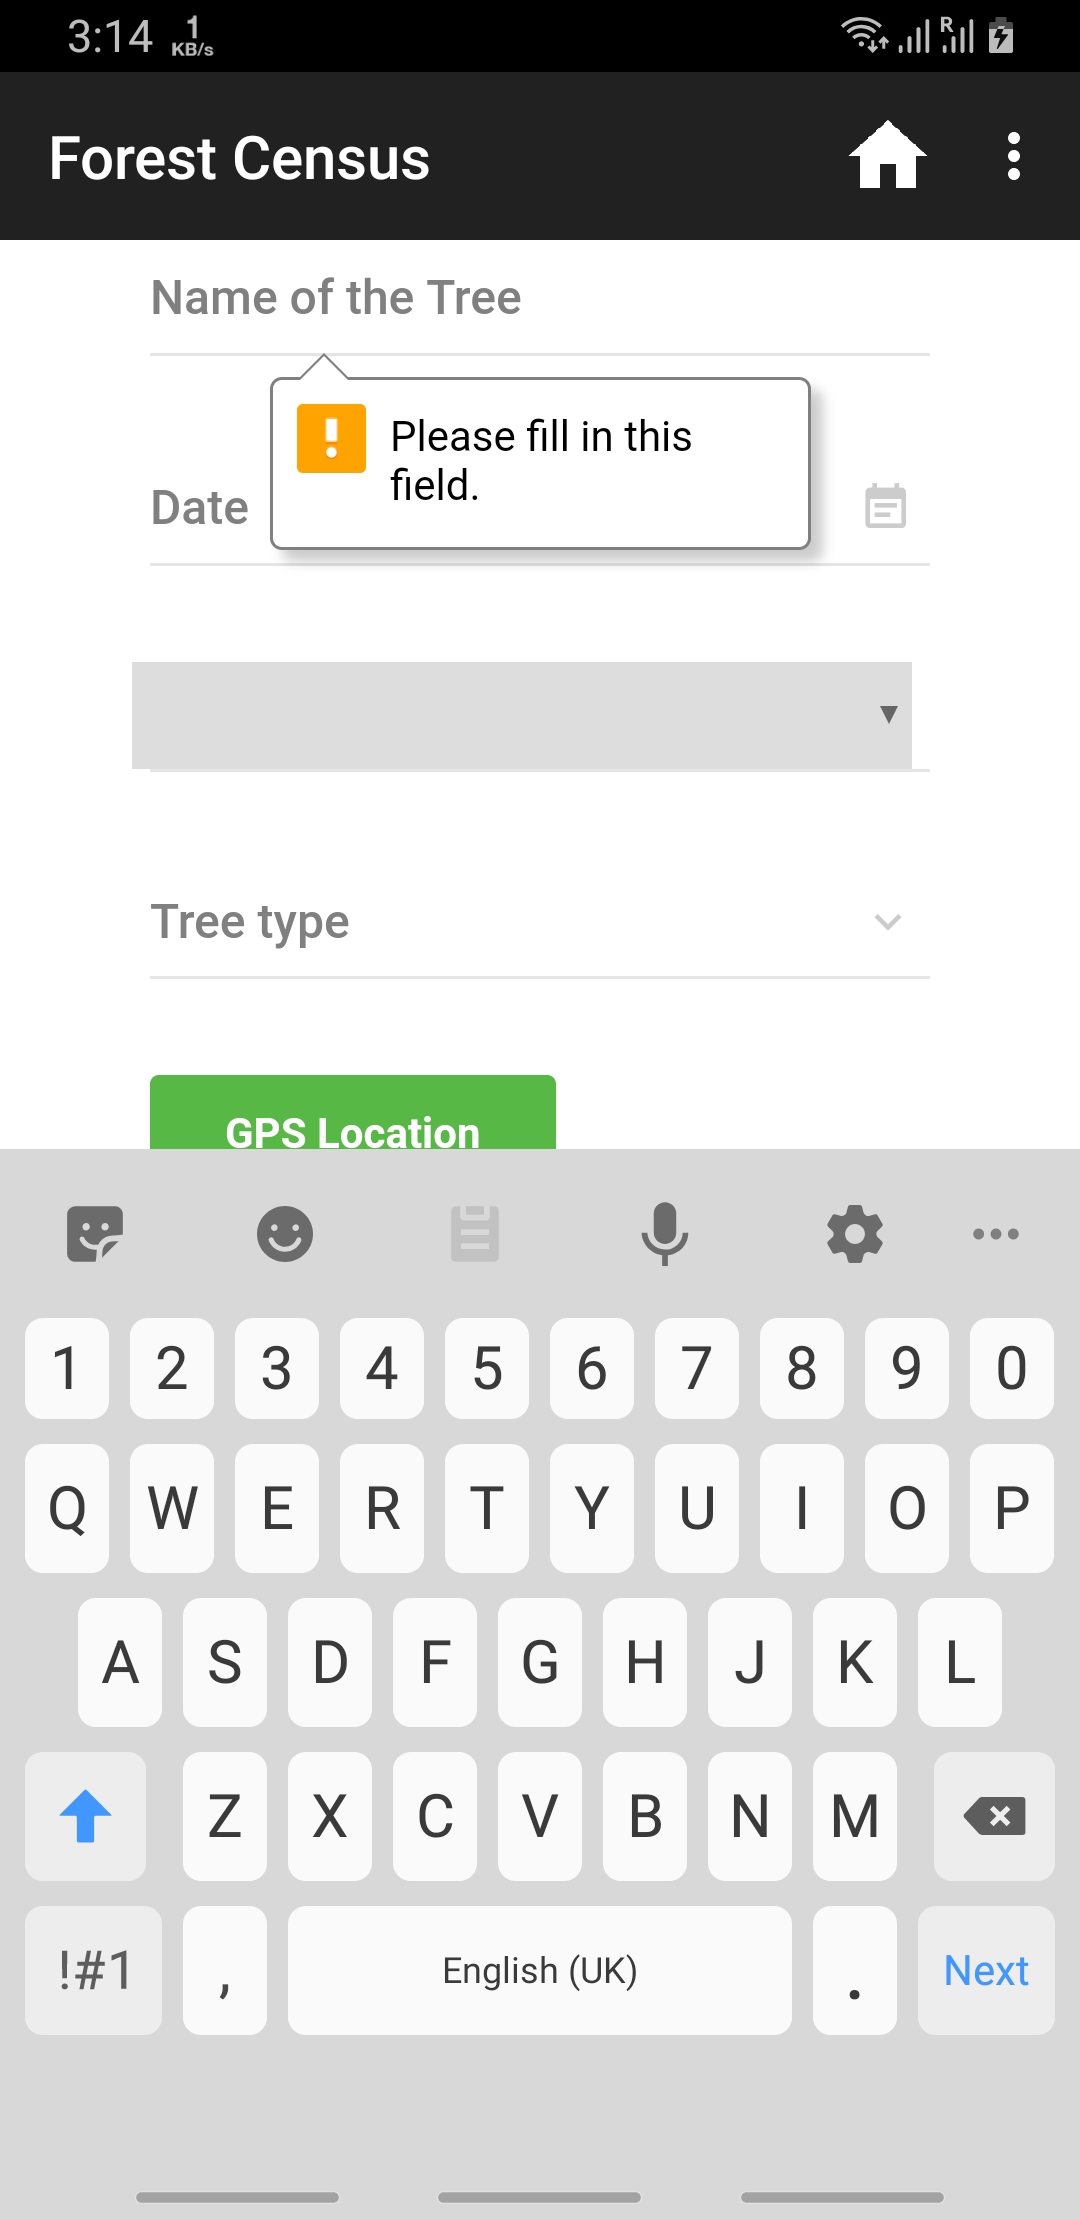 3:14 1 KB/s R
Forest Census
Name of the Tree
Please fill in this
field.
Date
Tree type
GPS Location
1 2 3 4 5 6 7 8 9 0
Q W E R T Y U I O P
A S D F G H J K L
Z X C V B N M
!#1 , English (UK) . Next